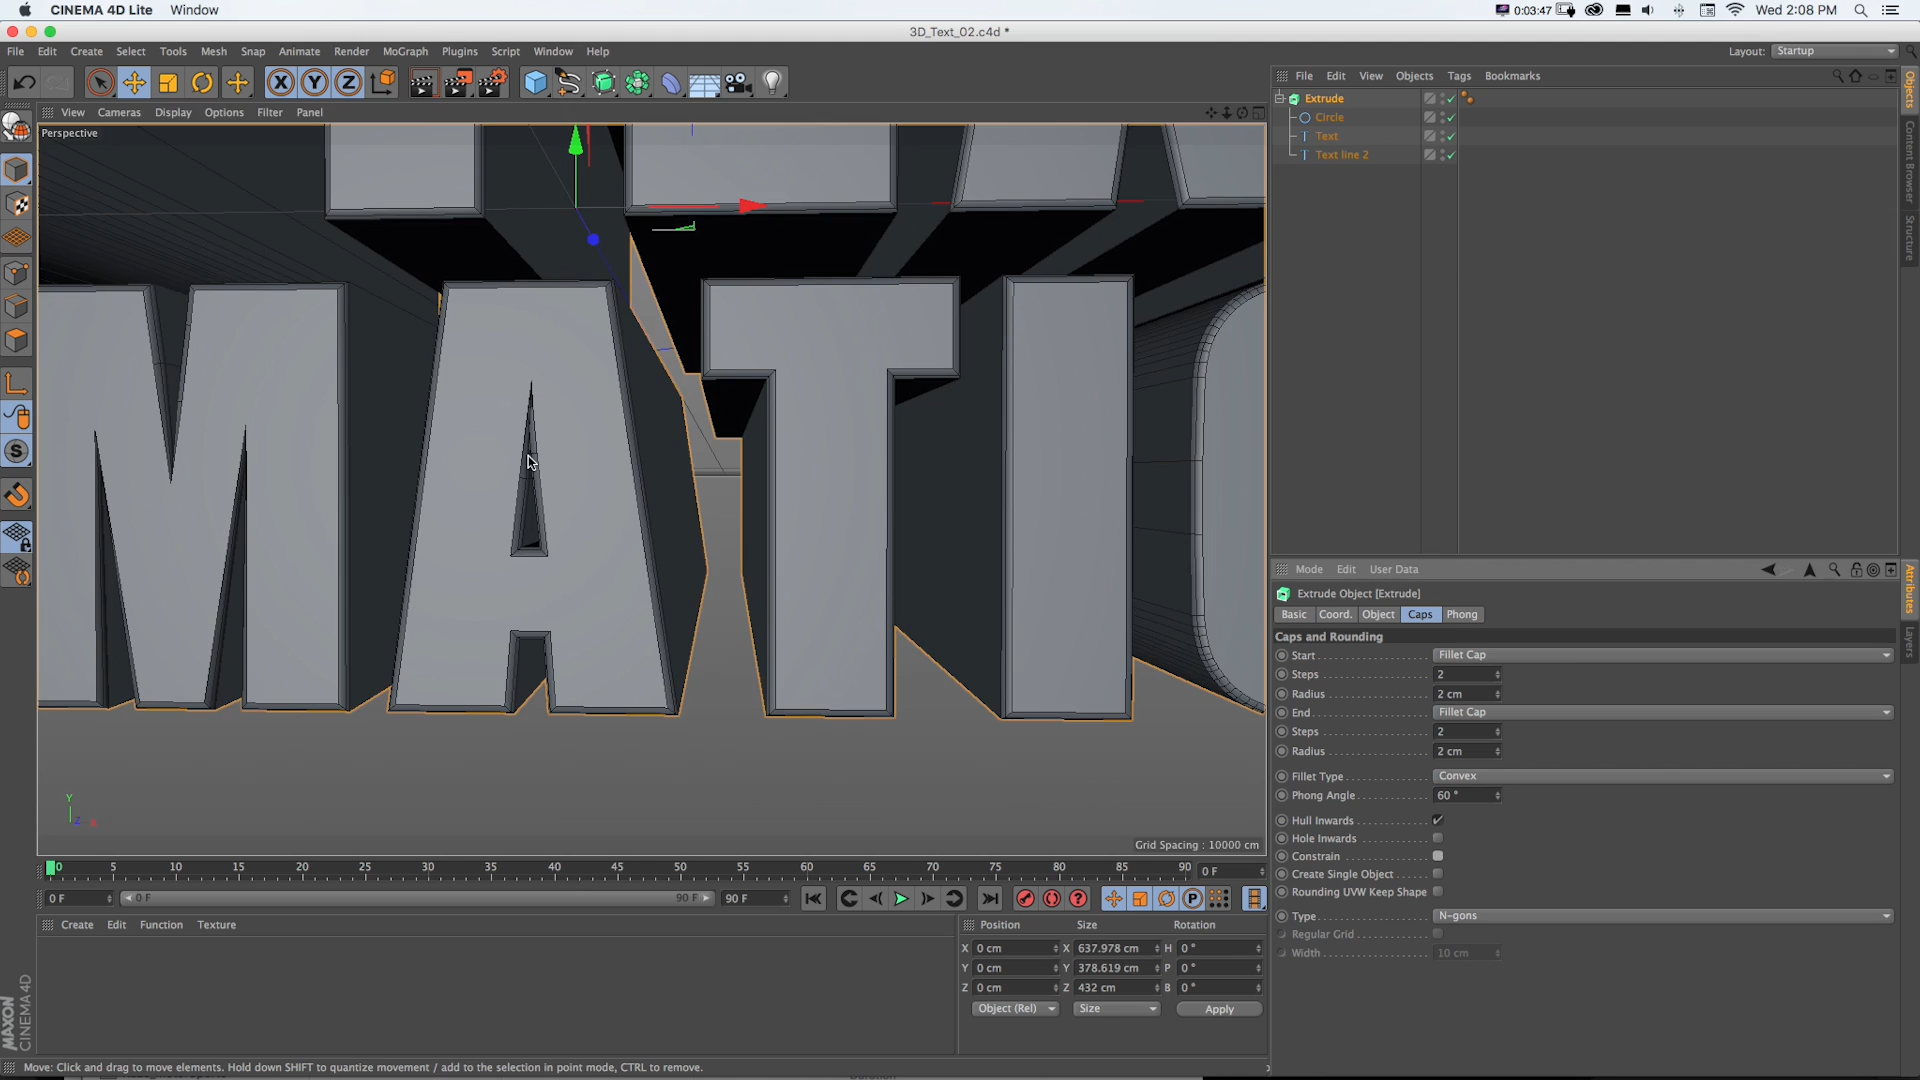 CINEMA 4D Lite Window
0:03:47 Wed 2:08 PM
3D_Text_02.c4d *
File Edit Create Select Tools Mesh Snap Animate Render MoGraph Plugins Script Window Help
Layout: Startup
X Y Z
View Cameras Display Options Filter Panel
Perspective
MATIC
Grid Spacing : 10000 cm
Y
Z X
File Edit View Objects Tags Bookmarks
Extrude
Circle
Text
Text line 2
Objects
Content Browser
Structure
Mode Edit User Data
Attributes
Layers
Extrude Object [Extrude]
Basic Coord. Object Caps Phong
Caps and Rounding
Start Fillet Cap
Steps 2
Radius 2 cm
End Fillet Cap
Steps 2
Radius 2 cm
Fillet Type Convex
Phong Angle 60 °
Hull Inwards
Hole Inwards
Constrain
Create Single Object
Rounding UVW Keep Shape
Type N-gons
Regular Grid
Width 10 cm
0 5 10 15 20 25 30 35 40 45 50 55 60 65 70 75 80 85 90 0 F
0 F 0 F 90 F 90 F
Create Edit Function Texture
Position Size Rotation
X 0 cm X 637.978 cm H 0 °
Y 0 cm Y 378.619 cm P 0 °
Z 0 cm Z 432 cm B 0 °
Object (Rel) Size Apply
MAXON
CINEMA 4D
Move: Click and drag to move elements. Hold down SHIFT to quantize movement / add to the selection in point mode, CTRL to remove.